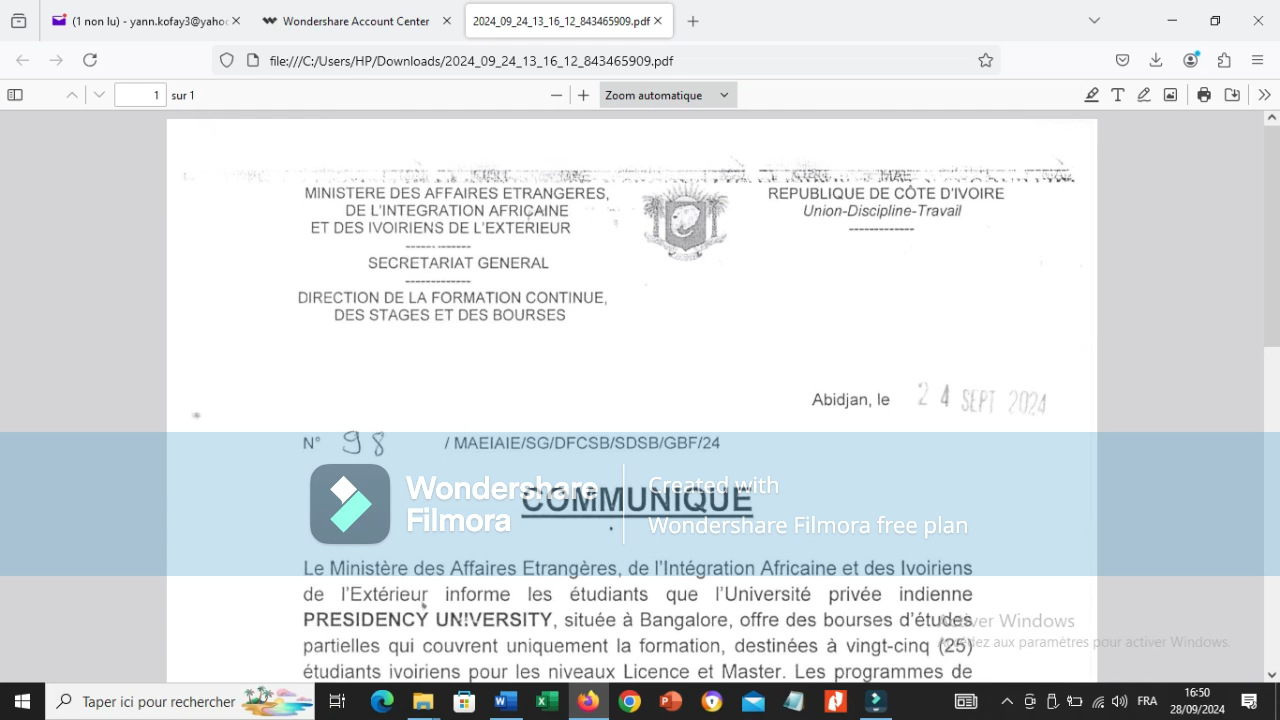 (1 non lu) - yann.kofay3@yahoo
Wondershare Account Center
2024_09_24_13_16_12_843465909.pdf
file:///C:/Users/HP/Downloads/2024_09_24_13_16_12_843465909.pdf
1 sur 1
Zoom automatique
MINISTERE DES AFFAIRES ETRANGERES,
DE L'INTEGRATION AFRICAINE
ET DES IVOIRIENS DE L'EXTERIEUR
-------------
SECRETARIAT GENERAL
-------------
DIRECTION DE LA FORMATION CONTINUE,
DES STAGES ET DES BOURSES
REPUBLIQUE DE CÔTE D'IVOIRE
Union-Discipline-Travail
-------------
Abidjan, le 24 SEPT 2024
N° 98 / MAEIAIE/SG/DFCSB/SDSB/GBF/24
COMMUNIQUE
Wondershare
Filmora
Created with
Wondershare Filmora free plan
Le Ministère des Affaires Etrangères, de l'Intégration Africaine et des Ivoiriens
de l'Extérieur informe les étudiants que l'Université privée indienne
PRESIDENCY UNIVERSITY, située à Bangalore, offre des bourses d'études
partielles qui couvrent uniquement la formation, destinées à vingt-cinq (25)
étudiants ivoiriens pour les niveaux Licence et Master. Les programmes de
Activer Windows
Accédez aux paramètres pour activer Windows.
Taper ici pour rechercher
FRA
16:50
28/09/2024